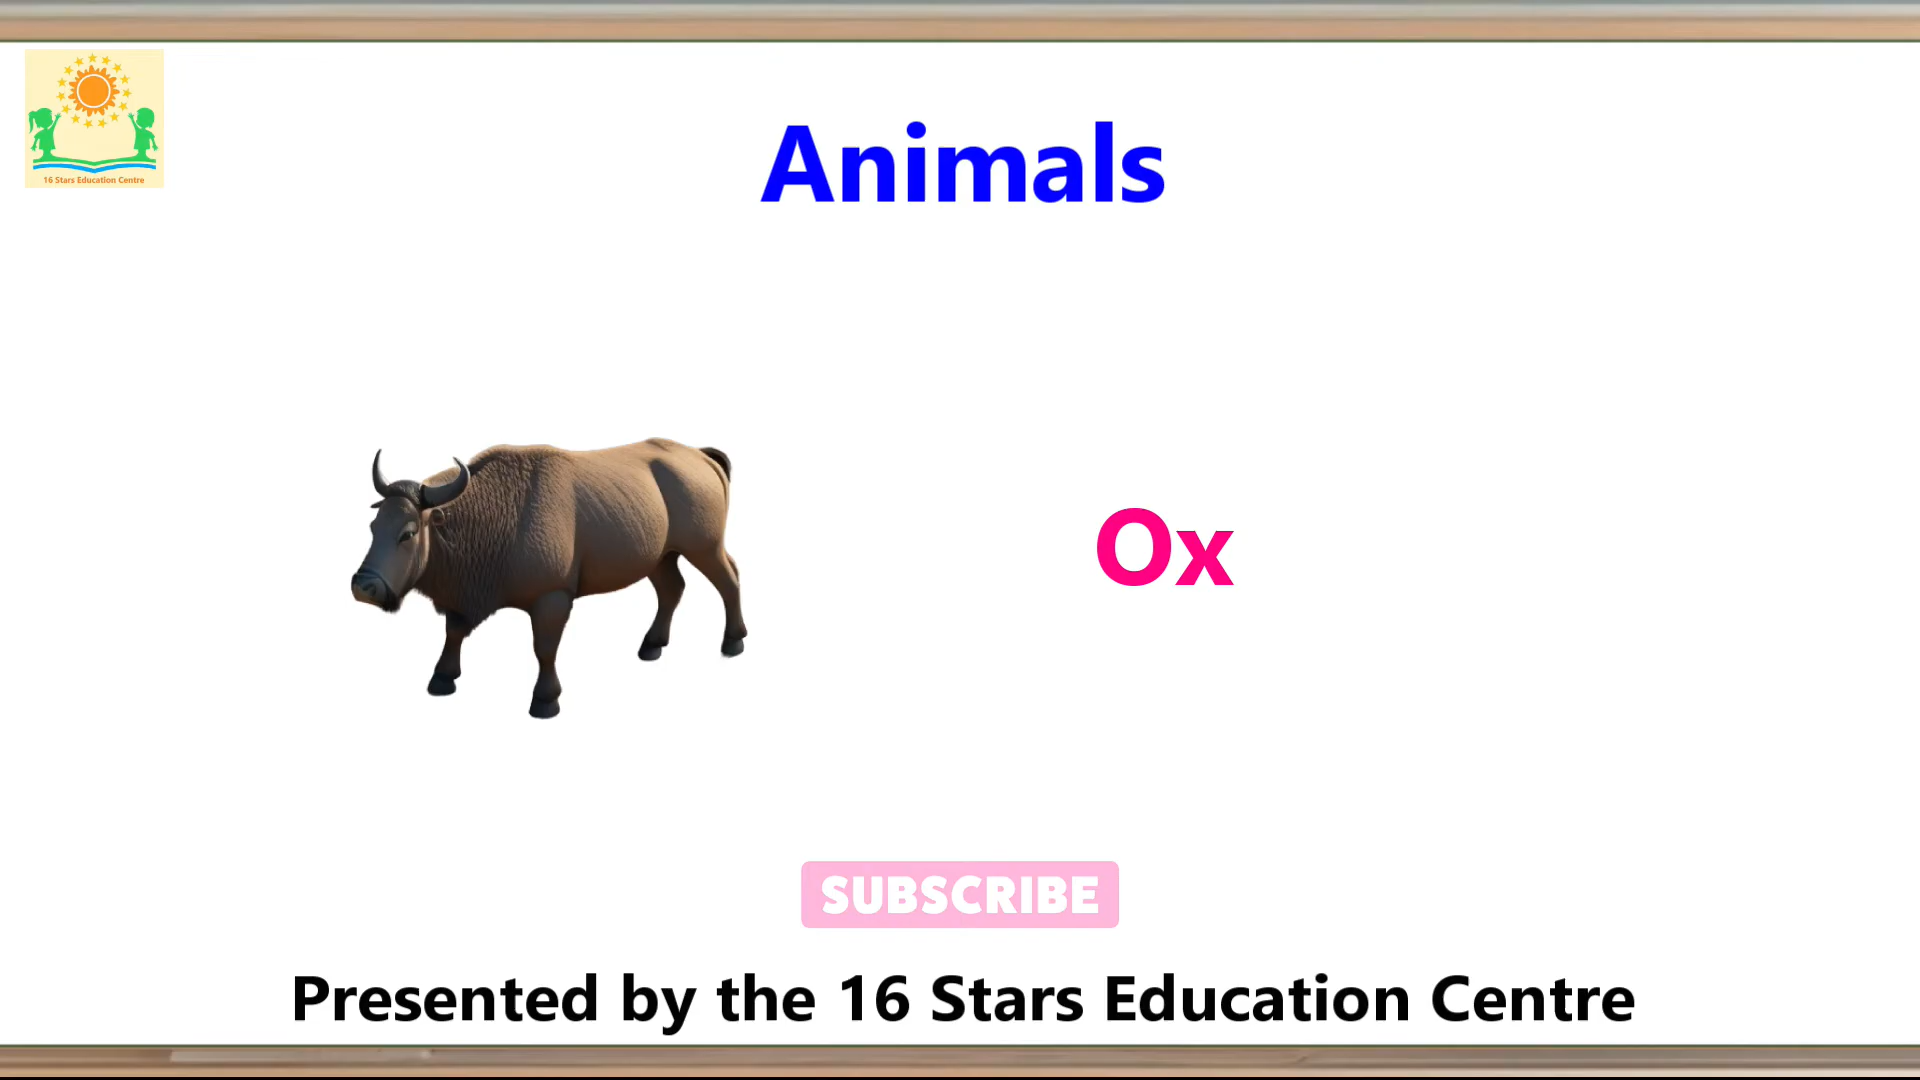 16 Stars Education Centre
Animals
Ox
SUBSCRIBE
Presented by the 16 Stars Education Centre